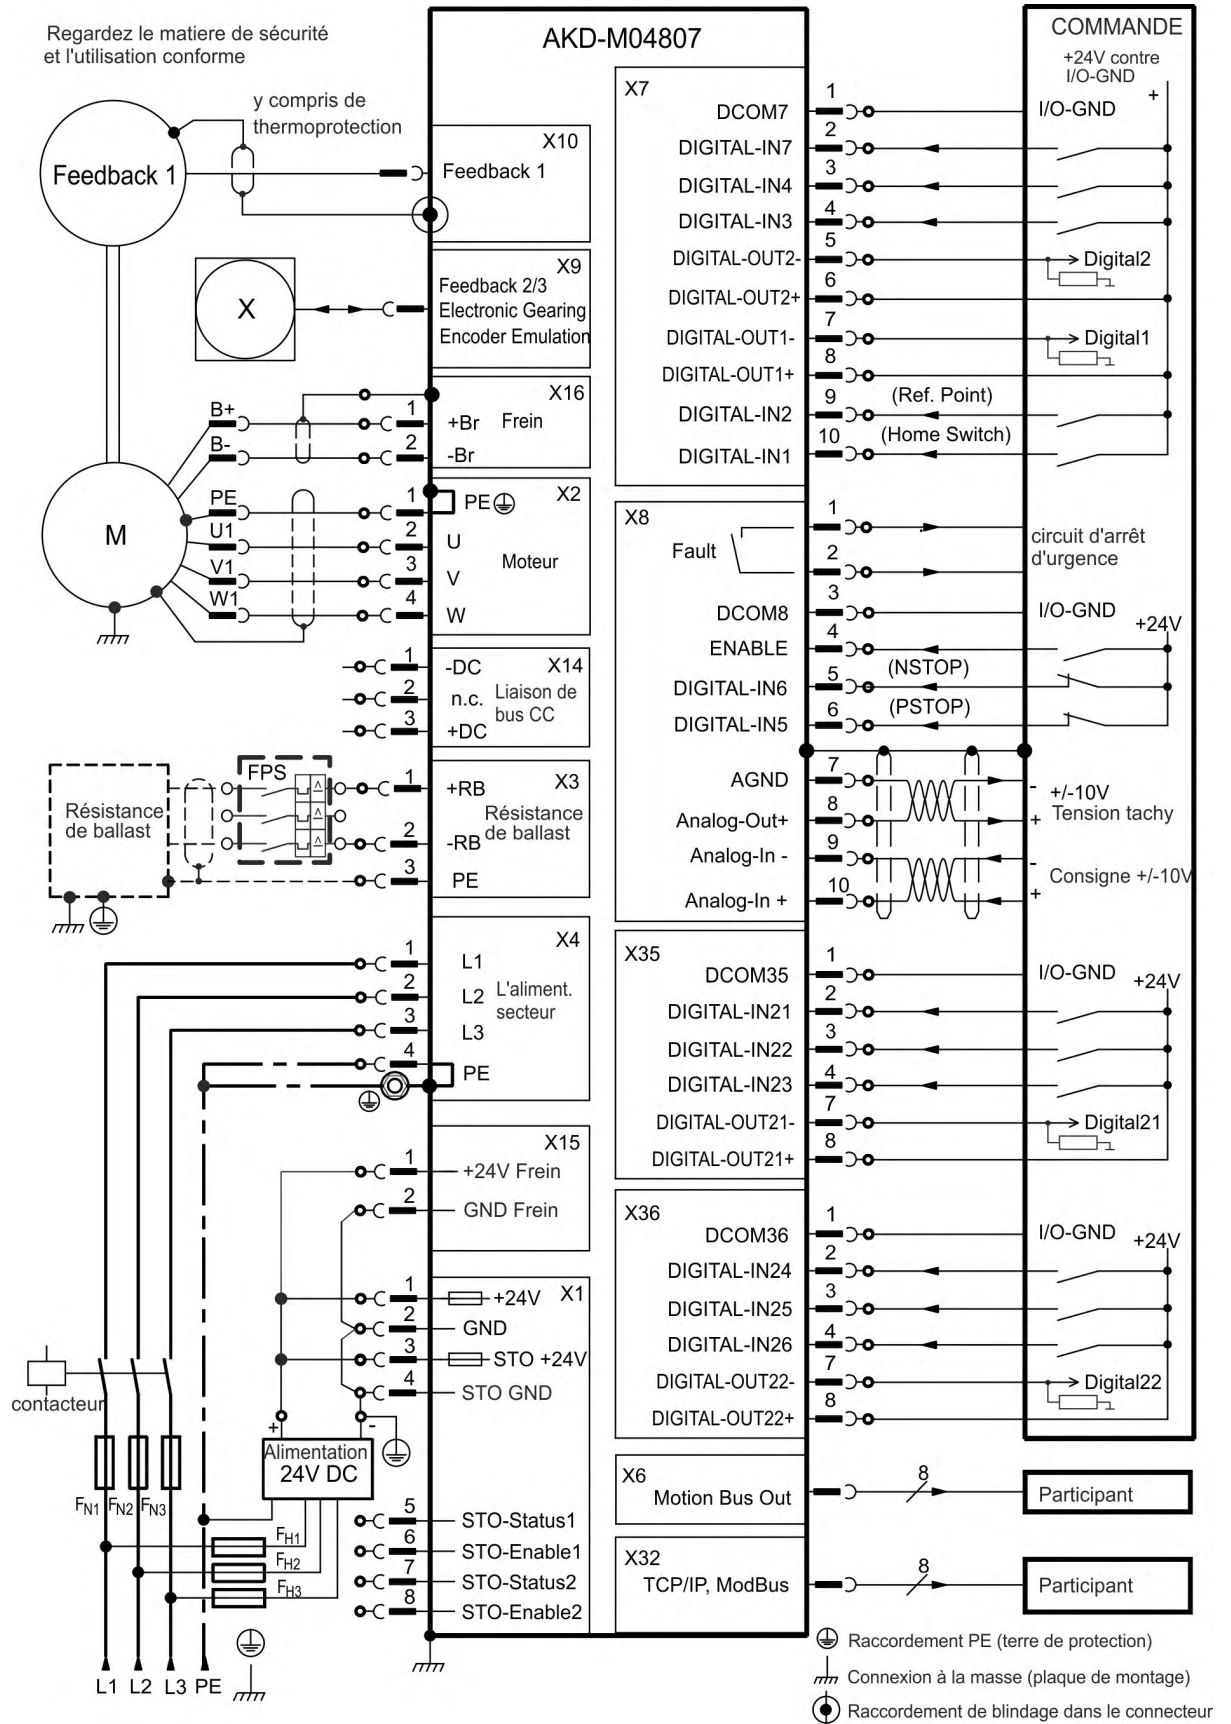 Regardez le matiere de sécurité
et l'utilisation conforme
AKD-M04807
COMMANDE
+24V contre
I/O-GND
+
Feedback 1
y compris de
thermoprotection
X10
Feedback 1
X
X9
Feedback 2/3
Electronic Gearing
Encoder Emulation
B+
B-
1
2
X16
+Br
Frein
-Br
M
PE
U1
V1
W1
1
2
3
4
X2
PE
U
V
W
Moteur
1
2
3
X14
-DC
n.c.
+DC
Liaison de
bus CC
Résistance
de ballast
FPS
1
2
3
X3
+RB
-RB
PE
Résistance
de ballast
1
2
3
4
X4
L1
L2
L3
PE
L'aliment.
secteur
X15
1
+24V Frein
2
GND Frein
X1
1
+24V
2
GND
3
STO +24V
4
STO GND
contacteur
+
-
Alimentation
24V DC
FN1
FN2
FN3
FH1
FH2
FH3
5
STO-Status1
6
STO-Enable1
7
STO-Status2
8
STO-Enable2
L1
L2
L3
PE
X7
DCOM7
1
I/O-GND
DIGITAL-IN7
2
DIGITAL-IN4
3
DIGITAL-IN3
4
DIGITAL-OUT2-
5
Digital2
DIGITAL-OUT2+
6
DIGITAL-OUT1-
7
Digital1
DIGITAL-OUT1+
8
DIGITAL-IN2
9
(Ref. Point)
DIGITAL-IN1
10
(Home Switch)
X8
Fault
1
2
circuit d'arrêt
d'urgence
DCOM8
3
I/O-GND
+24V
ENABLE
4
DIGITAL-IN6
5
(NSTOP)
DIGITAL-IN5
6
(PSTOP)
AGND
7
-
Analog-Out+
8
+
+/-10V
Tension tachy
Analog-In -
9
-
Analog-In +
10
+
Consigne +/-10V
X35
DCOM35
1
I/O-GND
+24V
DIGITAL-IN21
2
DIGITAL-IN22
3
DIGITAL-IN23
4
DIGITAL-OUT21-
7
Digital21
DIGITAL-OUT21+
8
X36
DCOM36
1
I/O-GND
+24V
DIGITAL-IN24
2
DIGITAL-IN25
3
DIGITAL-IN26
4
DIGITAL-OUT22-
7
Digital22
DIGITAL-OUT22+
8
X6
Motion Bus Out
8
Participant
X32
TCP/IP, ModBus
8
Participant
Raccordement PE (terre de protection)
Connexion à la masse (plaque de montage)
Raccordement de blindage dans le connecteur